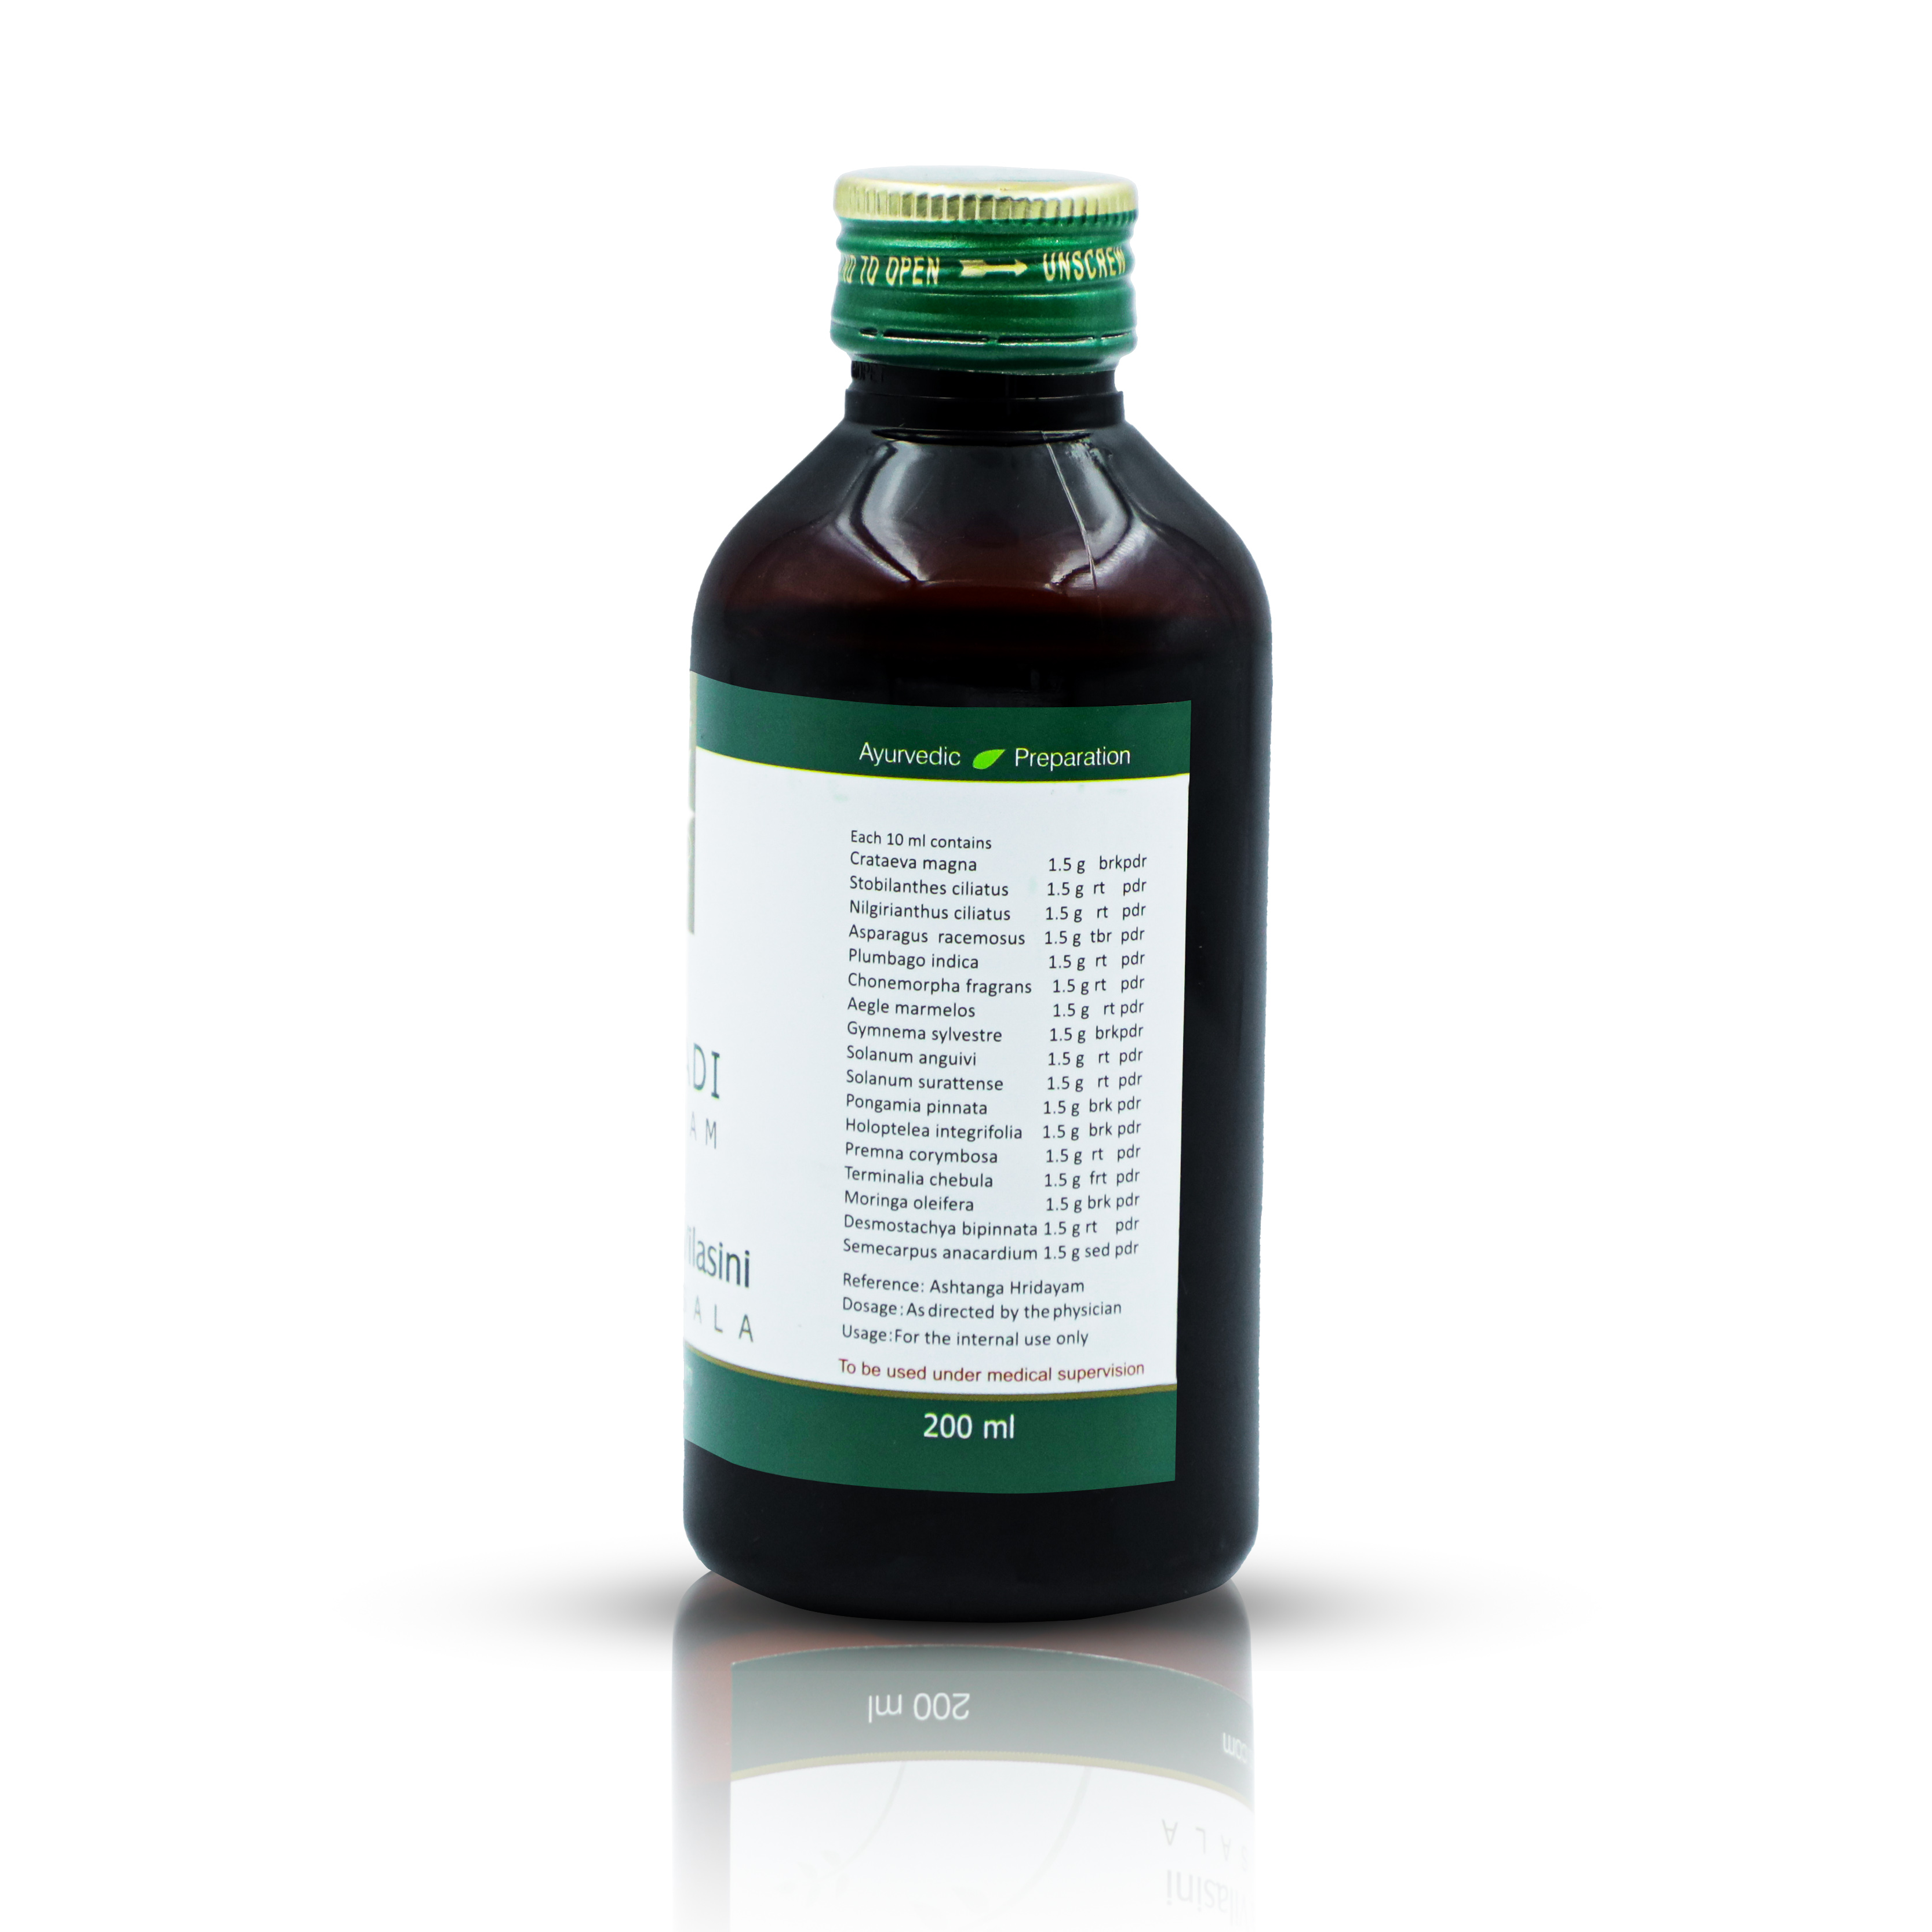 TO OPEN UNSCREW
Ayurvedic Preparation
Each 10 ml contains
Crataeva magna 1.5 g brkpdr
Stobilanthes ciliatus 1.5 g rt pdr
Nilgirianthus ciliatus 1.5 g rt pdr
Asparagus racemosus 1.5 g tbr pdr
Plumbago indica 1.5 g rt pdr
Chonemorpha fragrans 1.5 g rt pdr
Aegle marmelos 1.5 g rt pdr
Gymnema sylvestre 1.5 g brkpdr
Solanum anguivi 1.5 g rt pdr
Solanum surattense 1.5 g rt pdr
Pongamia pinnata 1.5 g brk pdr
Holoptelea integrifolia 1.5 g brk pdr
Premna corymbosa 1.5 g rt pdr
Terminalia chebula 1.5 g frt pdr
Moringa oleifera 1.5 g brk pdr
Desmostachya bipinnata 1.5 g rt pdr
Semecarpus anacardium 1.5 g sed pdr
Reference: Ashtanga Hridayam
Dosage:As directed by the physician
Usage:For the internal use only
To be used under medical supervision
200 ml